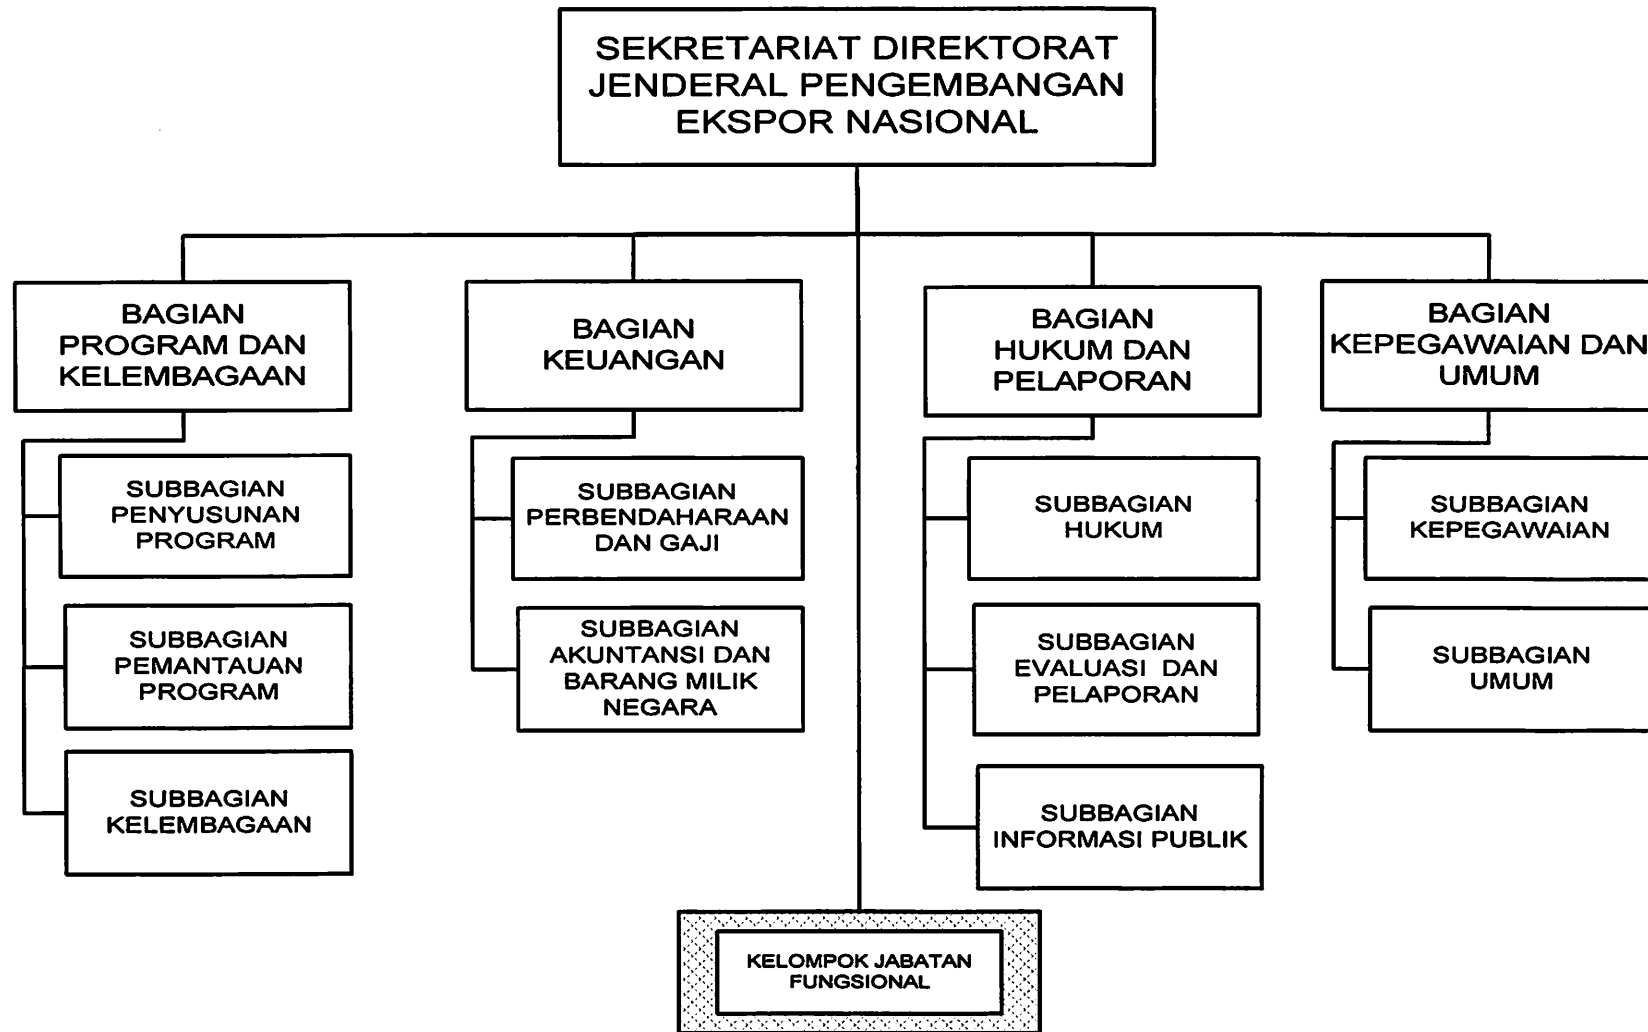 SEKRETARIAT DIREKTORAT
JENDERAL PENGEMBANGAN
EKSPOR NASIONAL
BAGIAN
PROGRAM DAN
KELEMBAGAAN
BAGIAN
KEUANGAN
BAGIAN
HUKUM DAN
PELAPORAN
BAGIAN
KEPEGAWAIAN DAN
UMUM
SUBBAGIAN
PENYUSUNAN
PROGRAM
SUBBAGIAN
PEMANTAUAN
PROGRAM
SUBBAGIAN
KELEMBAGAAN
SUBBAGIAN
PERBENDAHARAAN
DAN GAJI
SUBBAGIAN
AKUNTANSI DAN
BARANG MILIK
NEGARA
SUBBAGIAN
HUKUM
SUBBAGIAN
EVALUASI DAN
PELAPORAN
SUBBAGIAN
INFORMASI PUBLIK
SUBBAGIAN
KEPEGAWAIAN
SUBBAGIAN
UMUM
KELOMPOK JABATAN
FUNGSIONAL